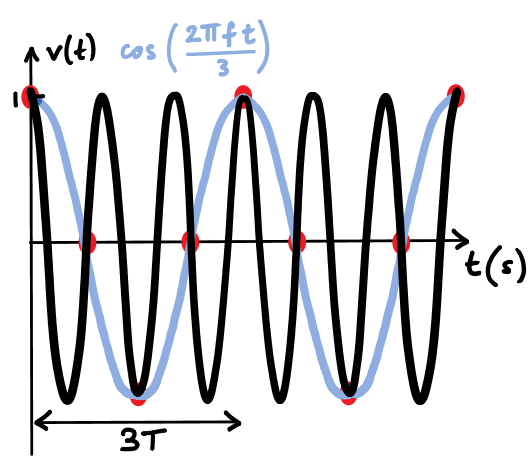 v(t) cos(2πft/3)
1
t(s)
3T